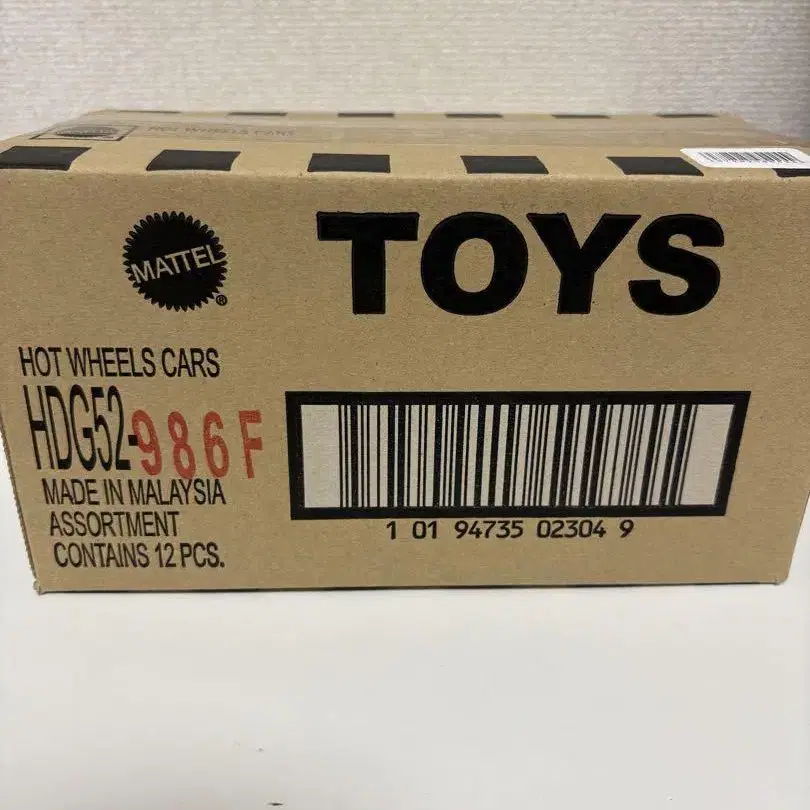 HOT WHEELS CARS
MATTEL
®
TOYS
HOT WHEELS CARS
HDG52-986F
MADE IN MALAYSIA
ASSORTMENT
CONTAINS 12 PCS.
1 01 94735 02304 9